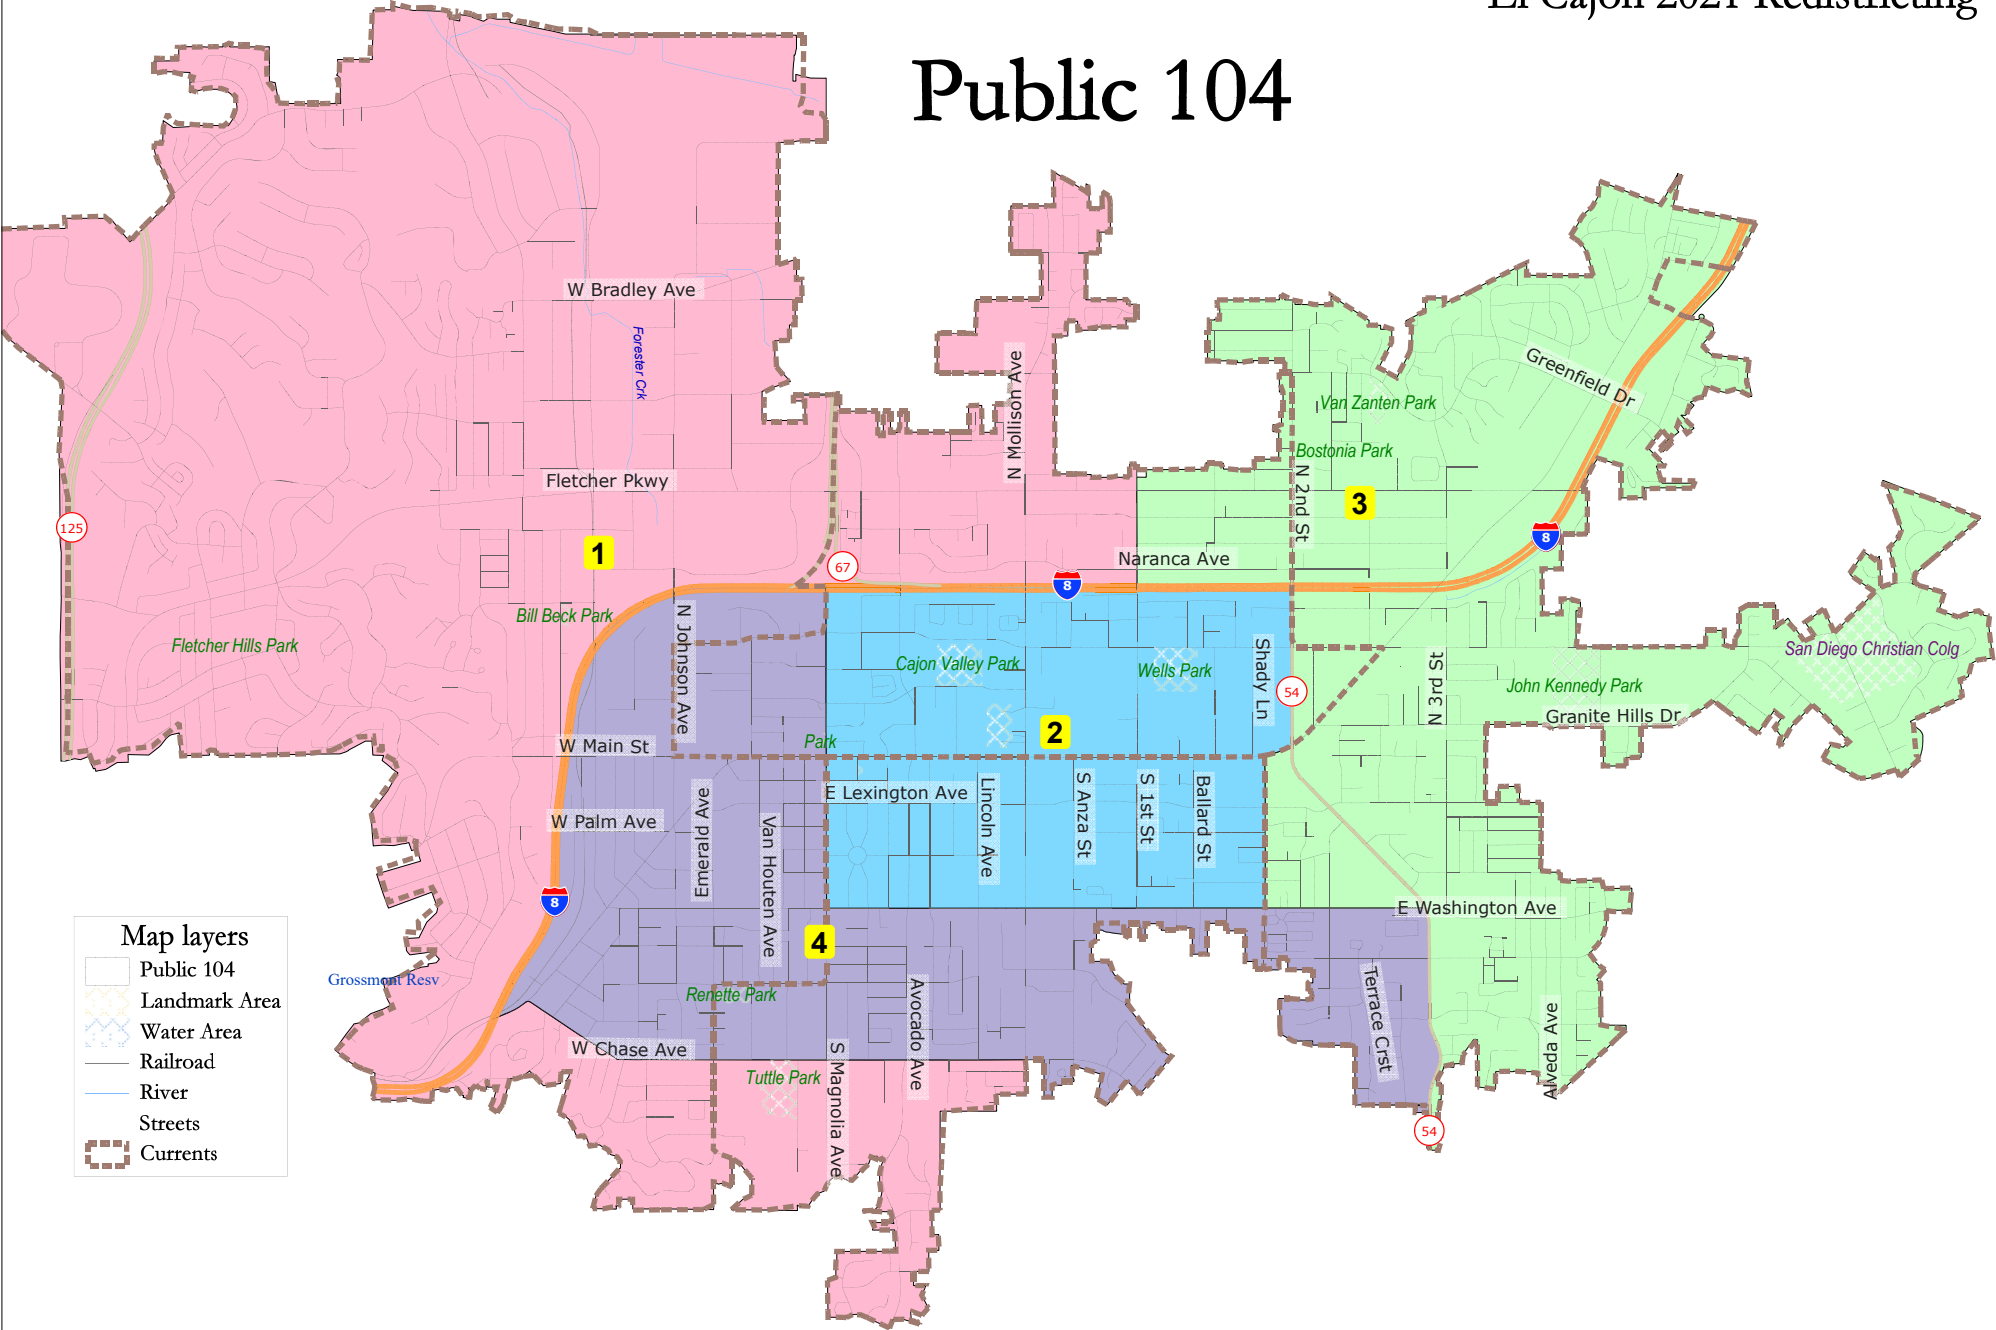 El Cajon 2021 Redistricting
Public 104
W Bradley Ave
Forester Crk
N Mollison Ave
Greenfield Dr
Van Zanten Park
Bostonia Park
Fletcher Pkwy
N 2nd St
3
125
1
8
Naranca Ave
67
8
Bill Beck Park
N Johnson Ave
Fletcher Hills Park
Cajon Valley Park
Wells Park
Shady Ln
54
N 3rd St
San Diego Christian Colg
John Kennedy Park
Granite Hills Dr
2
Park
W Main St
E Lexington Ave
Lincoln Ave
S Anza St
S 1st St
Ballard St
W Palm Ave
Emerald Ave
Van Houten Ave
8
E Washington Ave
4
Map layers
Public 104
Landmark Area
Water Area
Railroad
River
Streets
Currents
Grossmont Resv
Renette Park
Avocado Ave
Terrace Crst
Alveda Ave
W Chase Ave
Tuttle Park
S Magnolia Ave
54